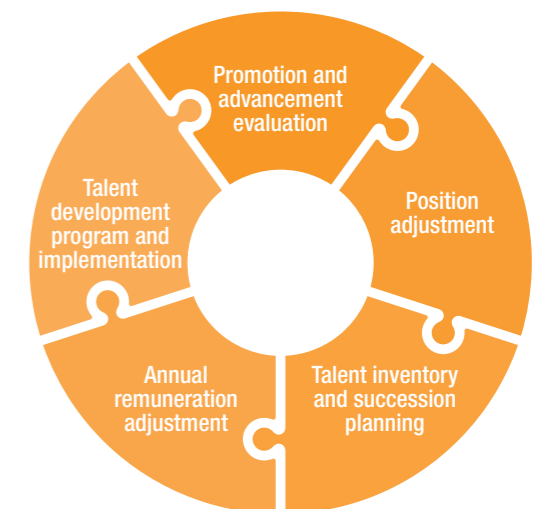 Promotion and
advancement
evaluation
Position
adjustment
Talent inventory
and succession
planning
Annual
remuneration
adjustment
Talent
development
program and
implementation